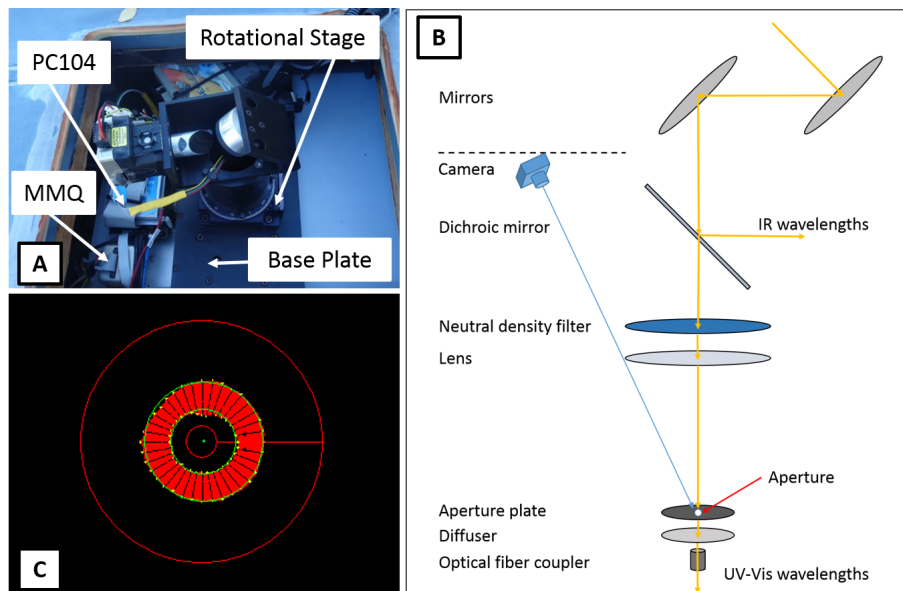 PC104
Rotational Stage
MMQ
Base Plate
A
B
Mirrors
Camera
Dichroic mirror
IR wavelengths
Neutral density filter
Lens
Aperture
Aperture plate
Diffuser
Optical fiber coupler
UV-Vis wavelengths
C